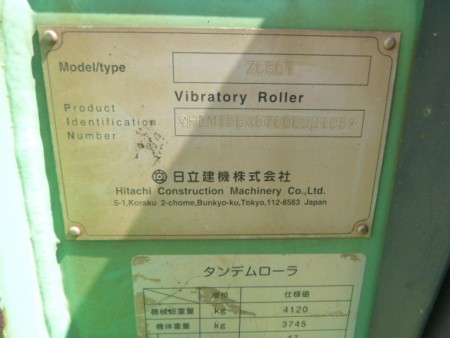 Model/type
Vibratory Roller
Product
Identification
Number
日立建機株式会社
Hitachi Construction Machinery Co.,Ltd.
5-1,Koraku 2-chome,Bunkyo-ku,Tokyo,112-8563 Japan
タンデムローラ
単位 仕様値
機械総重量 kg 4120
機体重量 kg 3745